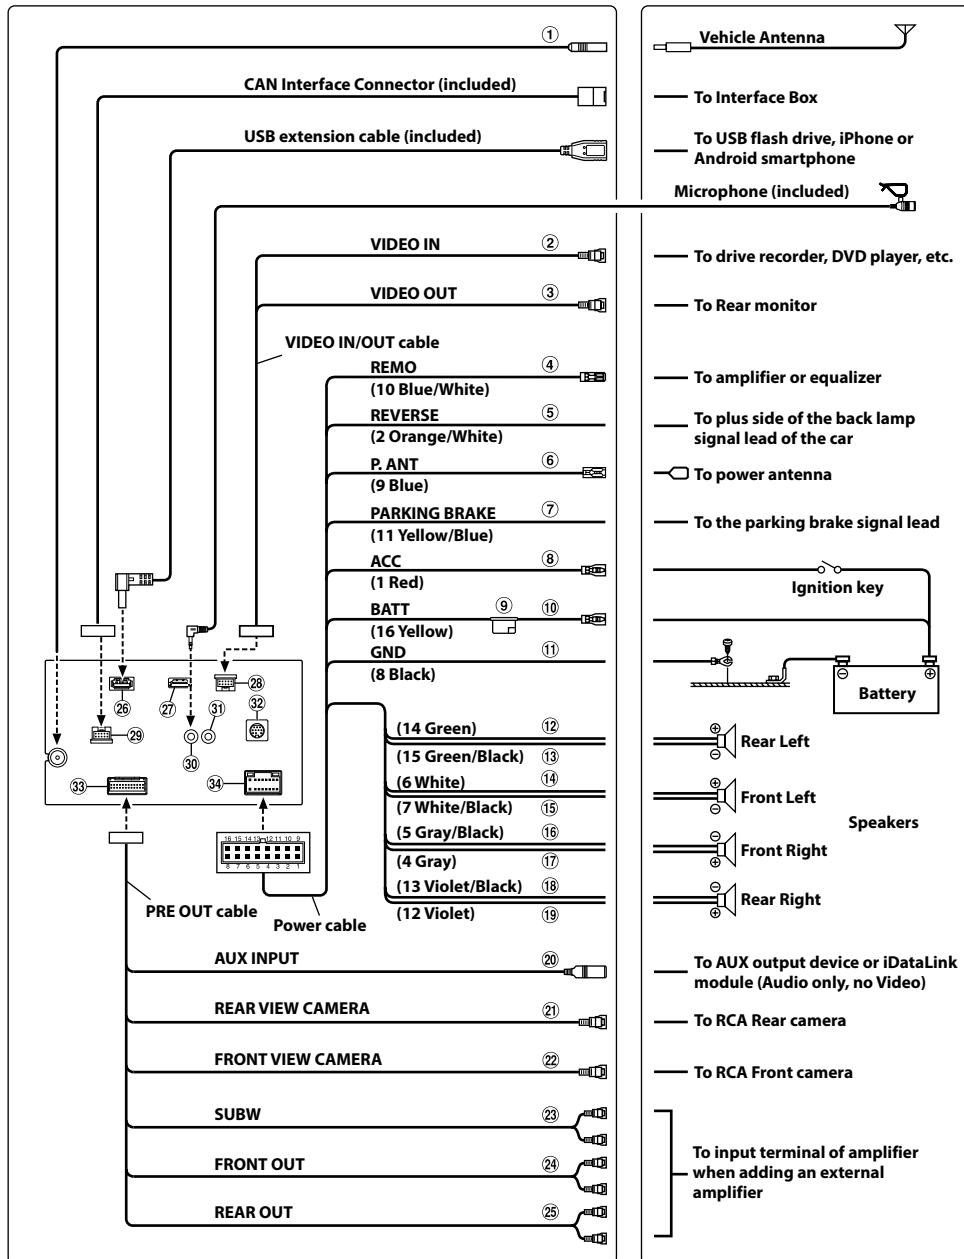 ①
Vehicle Antenna
CAN Interface Connector (included)
To Interface Box
USB extension cable (included)
To USB flash drive, iPhone or
Android smartphone
Microphone (included)
VIDEO IN
②
To drive recorder, DVD player, etc.
VIDEO OUT
③
To Rear monitor
VIDEO IN/OUT cable
REMO
④
(10 Blue/White)
To amplifier or equalizer
REVERSE
⑤
(2 Orange/White)
To plus side of the back lamp
signal lead of the car
P. ANT
⑥
(9 Blue)
To power antenna
PARKING BRAKE
⑦
(11 Yellow/Blue)
To the parking brake signal lead
ACC
⑧
(1 Red)
Ignition key
BATT
⑨
⑩
(16 Yellow)
GND
⑪
(8 Black)
⊖
⊕
Battery
㉖
㉗
㉘
㉙
㉚
㉛
㉜
㉝
㉞
(14 Green)
⑫
(15 Green/Black)
⑬
⊕
⊖
Rear Left
(6 White)
⑭
(7 White/Black)
⑮
⊕
⊖
Front Left
Speakers
(5 Gray/Black)
⑯
(4 Gray)
⑰
⊖
⊕
Front Right
(13 Violet/Black)
⑱
(12 Violet)
⑲
⊖
⊕
Rear Right
16 15 14 13 12 11 10 9
8 7 6 5 4 3 2 1
PRE OUT cable
Power cable
AUX INPUT
⑳
To AUX output device or iDataLink
module (Audio only, no Video)
REAR VIEW CAMERA
㉑
To RCA Rear camera
FRONT VIEW CAMERA
㉒
To RCA Front camera
SUBW
㉓
FRONT OUT
㉔
REAR OUT
㉕
To input terminal of amplifier
when adding an external
amplifier